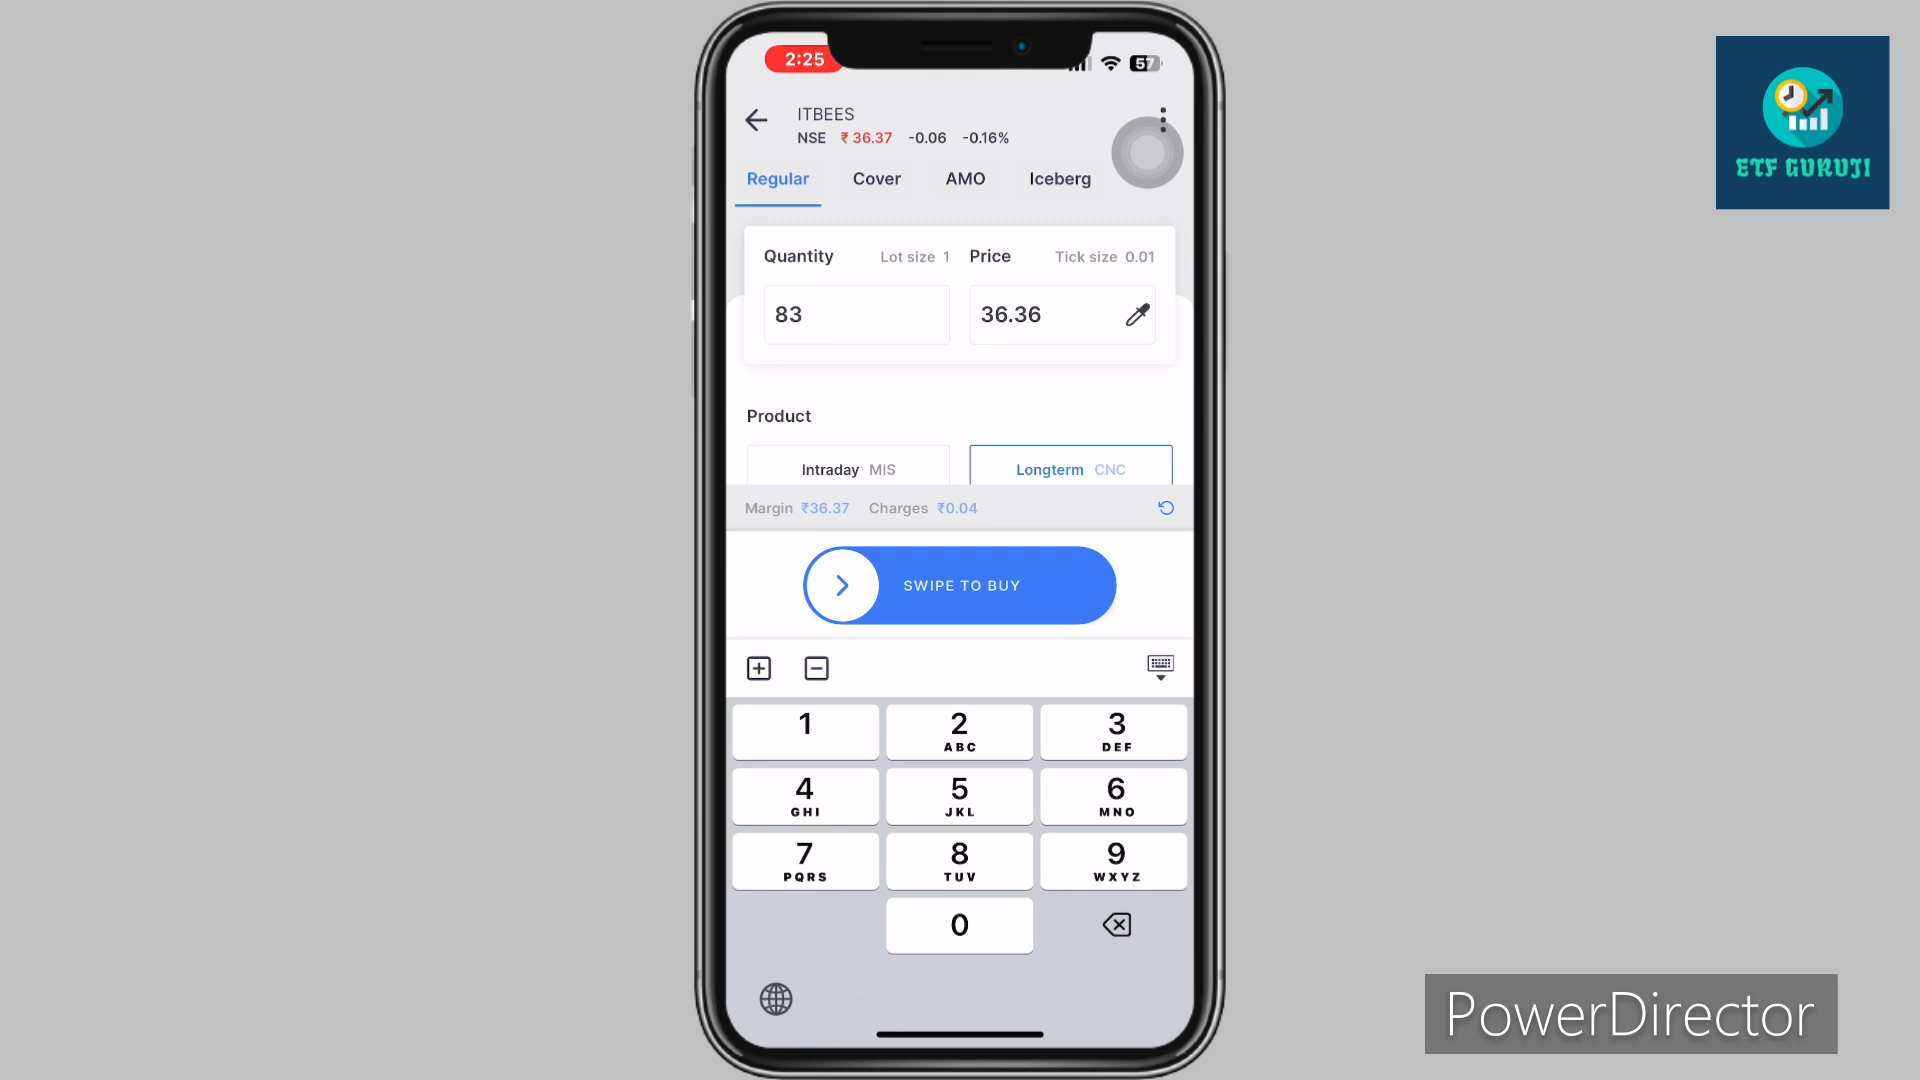 2:25
57
ITBEES
NSE ₹ 36.37 -0.06 -0.16%
Regular Cover AMO Iceberg
Quantity Lot size 1 Price Tick size 0.01
83 36.36
Product
Intraday MIS Longterm CNC
Margin ₹36.37 Charges ₹0.04
SWIPE TO BUY
1 2 3
ABC DEF
4 5 6
GHI JKL MNO
7 8 9
PQRS TUV WXYZ
0
ETF GURUJI
PowerDirector